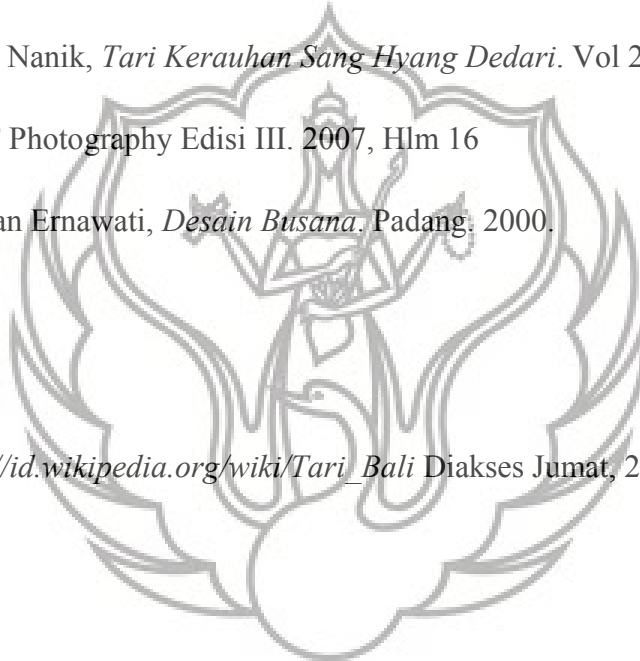 Nanik, Tari Kerauhan Sang Hyang Dedari. Vol 2
Photography Edisi III. 2007, Hlm 16
an Ernawati, Desain Busana. Padang. 2000.
//id.wikipedia.org/wiki/Tari_Bali Diakses Jumat, 2